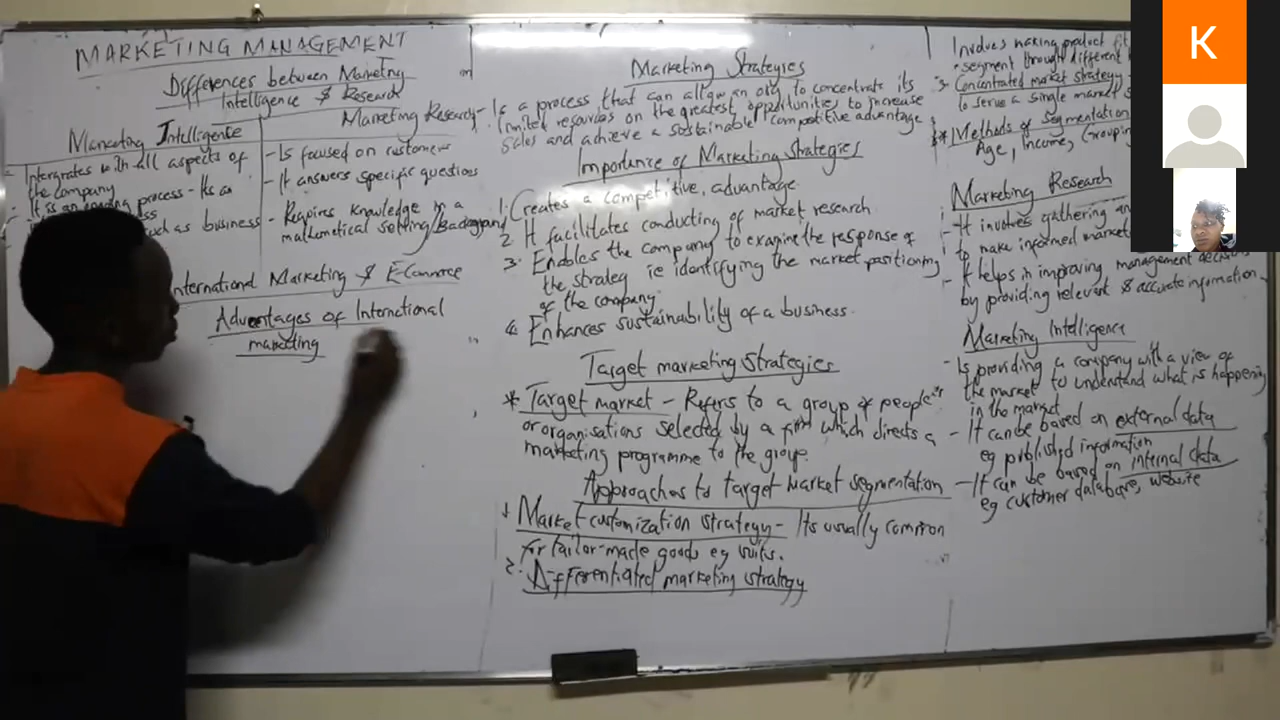 MARKETING MANAGEMENT
Differences between Marketing
Intelligence & Research
Marketing Intelligence
- Intergrates with all aspects of
the company
- It is an ongoing process - Its as
such as business
Marketing Research
- Is focused on customers
- It answers specific questions
- Requires knowledge in a
mathematical setting/Background
International Marketing & E-Commerce
Advantages of International
marketing
Marketing Strategies
- Is a process that can allow an org to concentrate its
limited resources on the greatest opportunities to increase
sales and achieve a sustainable competitive advantage
Importance of Marketing Strategies
1. Creates a competitive, advantage
2. It facilitates conducting of market research
3. Enables the company to examine the response of
the strateg ie identifying the market positioning
of the company
4. Enhances sustainability of a business.
Target marketing strategies
* Target market - Refers to a group of people
or organisations selected by a firm which directs a
marketing programme to the group.
Approaches to Target Market segmentation
1. Market customization strategy - Its usually common
for tailor-made goods eg suits.
2. Differentiated marketing strategy
Involves making product fit
segment through different
3. Concentrated market strategy
to serve a single market
* Methods of Segmentation
Age, Income,
Marketing Research
- It involves gathering
to make informed
- It helps in improving management
by providing relevant & accurate information
Marketing Intelligence
- Is providing a company with a view of
the market to understand what is happening
in the market
- It can be based on external data
eg published information
- It can be based on internal data
eg customer database, website
K